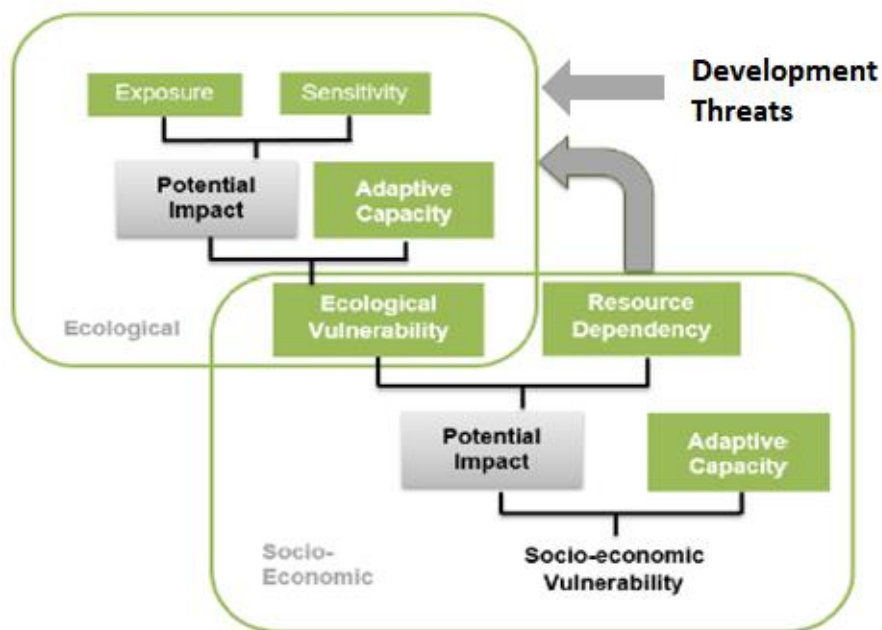 Exposure
Sensitivity
Development
Threats
Potential
Impact
Adaptive
Capacity
Ecological
Ecological
Vulnerability
Resource
Dependency
Potential
Impact
Adaptive
Capacity
Socio-
Economic
Socio-economic
Vulnerability